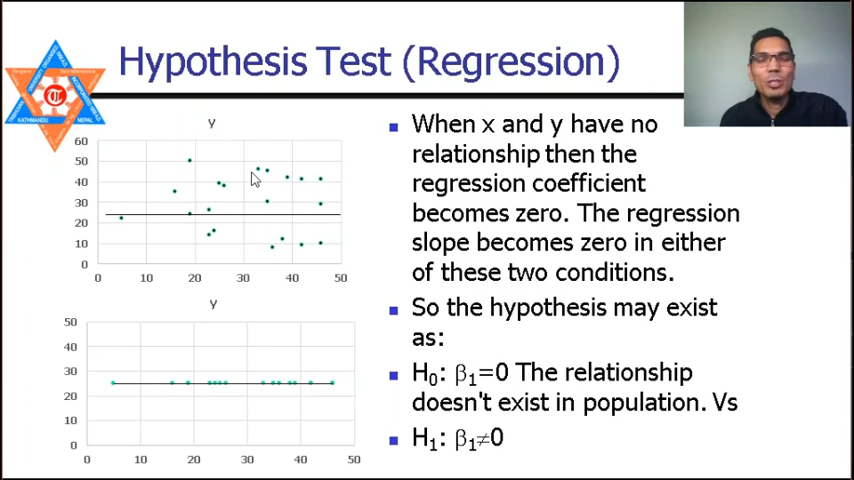 Hypothesis Test (Regression)
KATHMANDU
NEPAL
y
60
50
40
30
20
10
0
0 10 20 30 40 50
y
50
40
30
20
10
0
0 10 20 30 40 50
When x and y have no
relationship then the
regression coefficient
becomes zero. The regression
slope becomes zero in either
of these two conditions.
So the hypothesis may exist
as:
H₀: β₁=0 The relationship
doesn't exist in population. Vs
H₁: β₁≠0